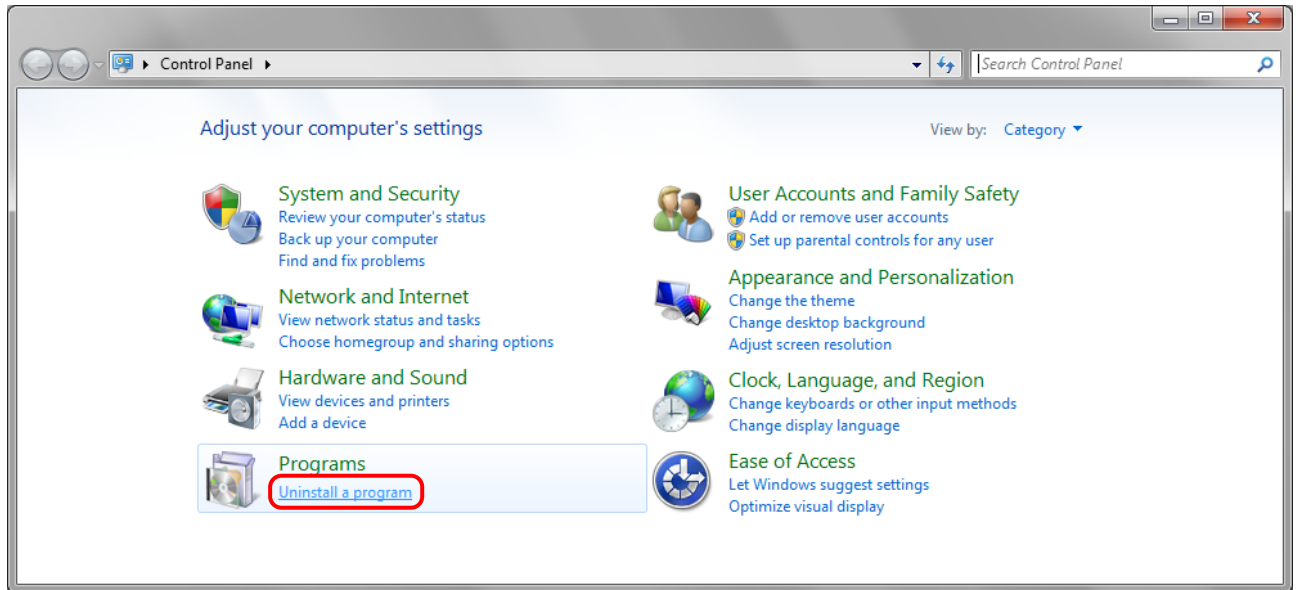 Control Panel
Search Control Panel
Adjust your computer's settings
View by: Category
System and Security
Review your computer's status
Back up your computer
Find and fix problems
Network and Internet
View network status and tasks
Choose homegroup and sharing options
Hardware and Sound
View devices and printers
Add a device
Programs
Uninstall a program
User Accounts and Family Safety
Add or remove user accounts
Set up parental controls for any user
Appearance and Personalization
Change the theme
Change desktop background
Adjust screen resolution
Clock, Language, and Region
Change keyboards or other input methods
Change display language
Ease of Access
Let Windows suggest settings
Optimize visual display